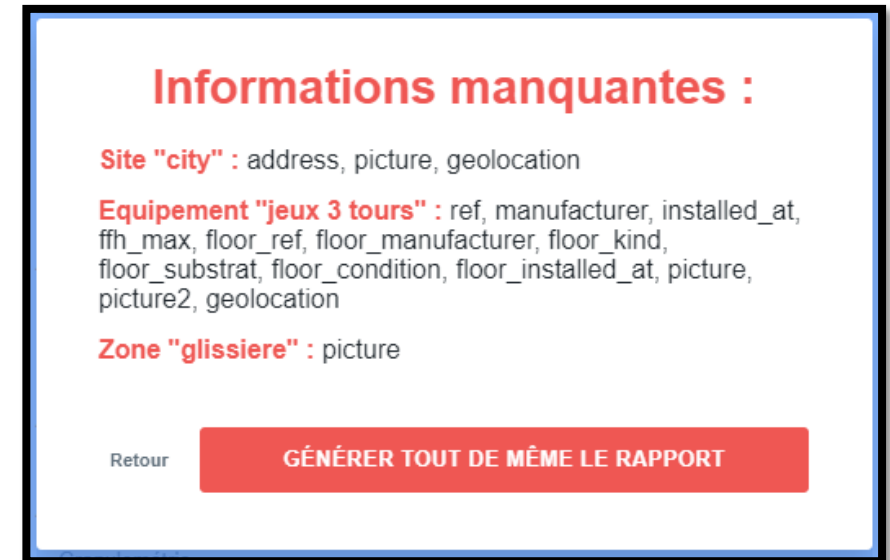 Informations manquantes :
Site "city" : address, picture, geolocation
Equipement "jeux 3 tours" : ref, manufacturer, installed_at,
ffh_max, floor_ref, floor_manufacturer, floor_kind,
floor_substrat, floor_condition, floor_installed_at, picture,
picture2, geolocation
Zone "glissiere" : picture
Retour
GÉNÉRER TOUT DE MÊME LE RAPPORT